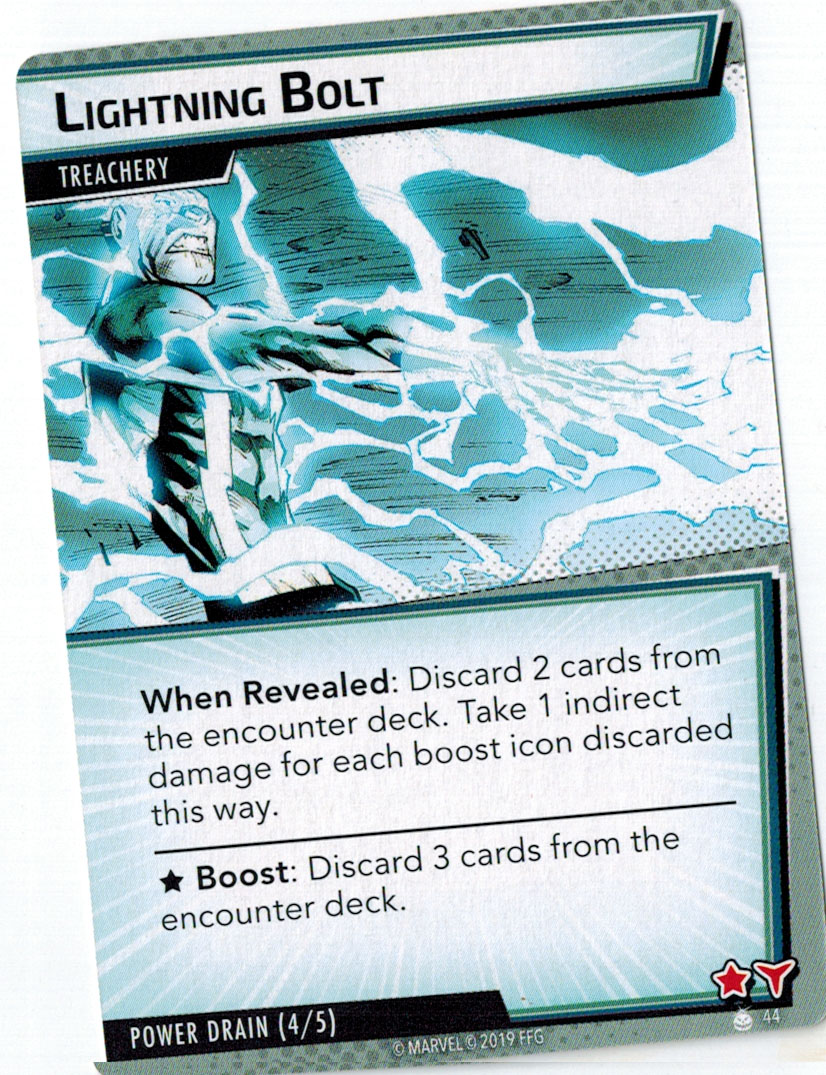 LIGHTNING BOLT
TREACHERY
When Revealed: Discard 2 cards from
the encounter deck. Take 1 indirect
damage for each boost icon discarded
this way.
★ Boost: Discard 3 cards from the
encounter deck.
POWER DRAIN (4/5)
© MARVEL © 2019 FFG
44